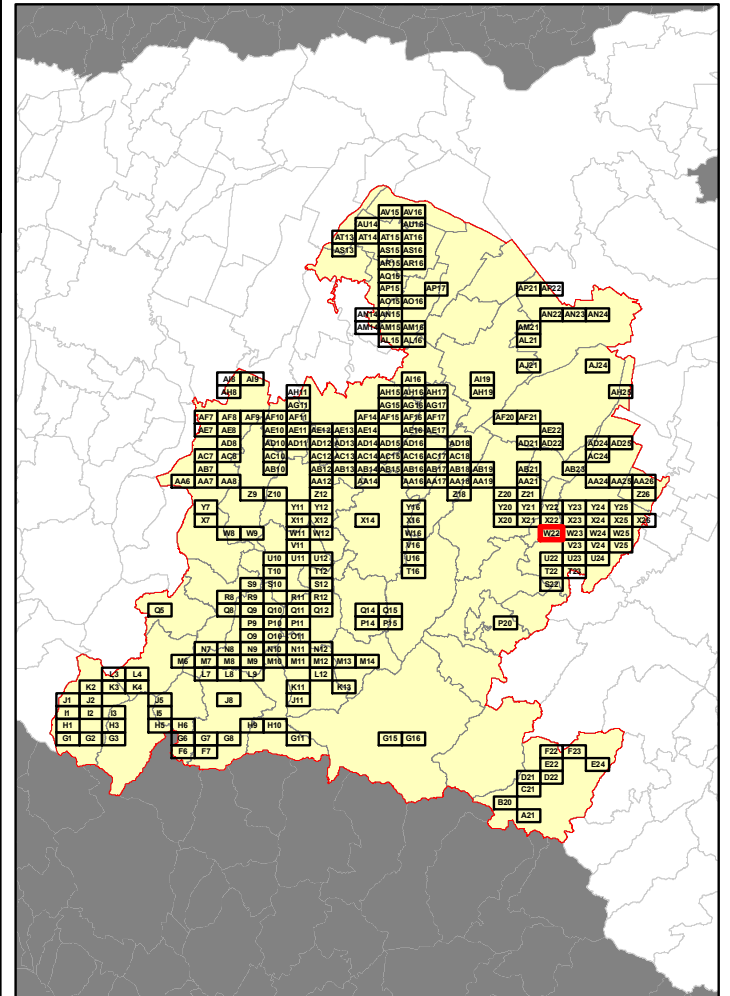 AV15 AV16
AU14 AU16
AT13 AT14 AT15 AT16
AS13 AS15 AS16
AR15 AR16
AQ15
AP15 AP17 AP21 AP22
AO15 AO16
AN14 AN15 AN22 AN23 AN24
AM14 AM15 AM16 AM21
AL15 AL16 AL21
AJ21 AJ24
AI8 AI9 AI16 AI19
AH8 AH11 AH15 AH16 AH17 AH19 AH25
AG11 AG15 AG16 AG17
AF7 AF8 AF9 AF10 AF11 AF14 AF15 AF16 AF17 AF20 AF21
AE7 AE8 AE10 AE11 AE12 AE13 AE14 AE16 AE17 AE22
AD8 AD10 AD11 AD12 AD13 AD14 AD15 AD16 AD18 AD21 AD22 AD24 AD25
AC7 AC8 AC10 AC12 AC13 AC14 AC15 AC16 AC17 AC18 AC24
AB7 AB10 AB12 AB13 AB14 AB15 AB16 AB17 AB18 AB19 AB21 AB23
AA6 AA7 AA8 AA12 AA14 AA16 AA17 AA18 AA19 AA21 AA24 AA25 AA26
Z9 Z10 Z12 Z18 Z20 Z21 Z26
Y7 Y11 Y12 Y16 Y20 Y21 Y22 Y23 Y24 Y25
X7 X11 X12 X14 X16 X20 X21 X22 X23 X24 X25 X26
W8 W9 W11 W12 W16 W22 W23 W24 W25
V11 V16 V23 V24 V25
U10 U11 U12 U16 U22 U23 U24
T10 T12 T16 T22 T23
S9 S10 S12 S22
R8 R9 R11 R12
Q5 Q8 Q9 Q10 Q11 Q12 Q14 Q15
P9 P10 P11 P14 P15 P20
O9 O10 O11
N7 N8 N9 N10 N11 N12
M6 M7 M8 M9 M10 M11 M12 M13 M14
L3 L4 L7 L8 L9 L12
K2 K3 K4 K11 K13
J1 J2 J5 J8 J11
I1 I2 I3 I5
H1 H3 H5 H6 H9 H10
G1 G2 G3 G6 G7 G8 G11 G15 G16
F6 F7 F22 F23
E22 E24
D21 D22
C21
B20
A21